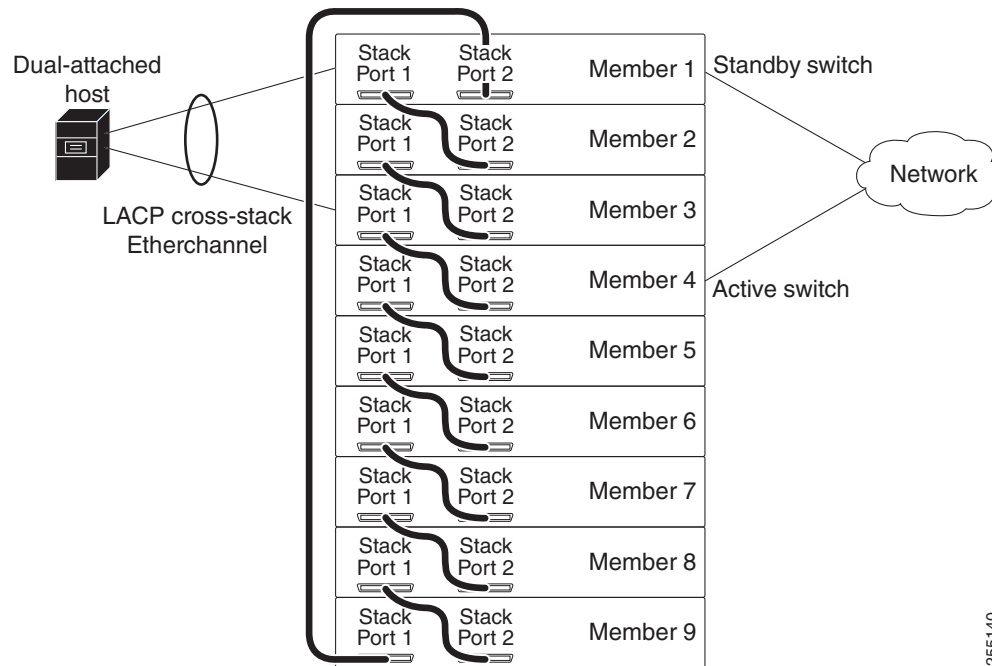 Dual-attached
host
LACP cross-stack
Etherchannel
Stack
Port 1
Stack
Port 2
Member 1
Stack
Port 1
Stack
Port 2
Member 2
Stack
Port 1
Stack
Port 2
Member 3
Stack
Port 1
Stack
Port 2
Member 4
Stack
Port 1
Stack
Port 2
Member 5
Stack
Port 1
Stack
Port 2
Member 6
Stack
Port 1
Stack
Port 2
Member 7
Stack
Port 1
Stack
Port 2
Member 8
Stack
Port 1
Stack
Port 2
Member 9
Standby switch
Network
Active switch